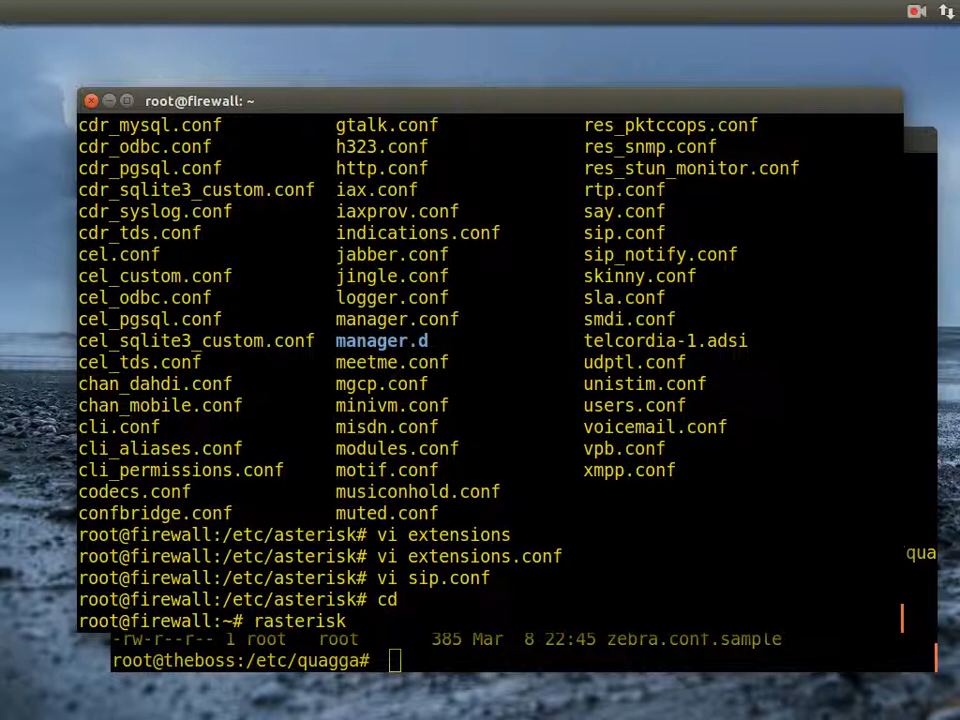 root@firewall: ~
cdr_mysql.conf gtalk.conf res_pktccops.conf
cdr_odbc.conf h323.conf res_snmp.conf
cdr_pgsql.conf http.conf res_stun_monitor.conf
cdr_sqlite3_custom.conf iax.conf rtp.conf
cdr_syslog.conf iaxprov.conf say.conf
cdr_tds.conf indications.conf sip.conf
cel.conf jabber.conf sip_notify.conf
cel_custom.conf jingle.conf skinny.conf
cel_odbc.conf logger.conf sla.conf
cel_pgsql.conf manager.conf smdi.conf
cel_sqlite3_custom.conf manager.d telcordia-1.adsi
cel_tds.conf meetme.conf udptl.conf
chan_dahdi.conf mgcp.conf unistim.conf
chan_mobile.conf minivm.conf users.conf
cli.conf misdn.conf voicemail.conf
cli_aliases.conf modules.conf vpb.conf
cli_permissions.conf motif.conf xmpp.conf
codecs.conf musiconhold.conf
confbridge.conf muted.conf
root@firewall:/etc/asterisk# vi extensions
root@firewall:/etc/asterisk# vi extensions.conf
qua
root@firewall:/etc/asterisk# vi sip.conf
root@firewall:/etc/asterisk# cd
root@firewall:~# rasterisk
-rw-r--r-- 1 root root 385 Mar 8 22:45 zebra.conf.sample
root@theboss:/etc/quagga#